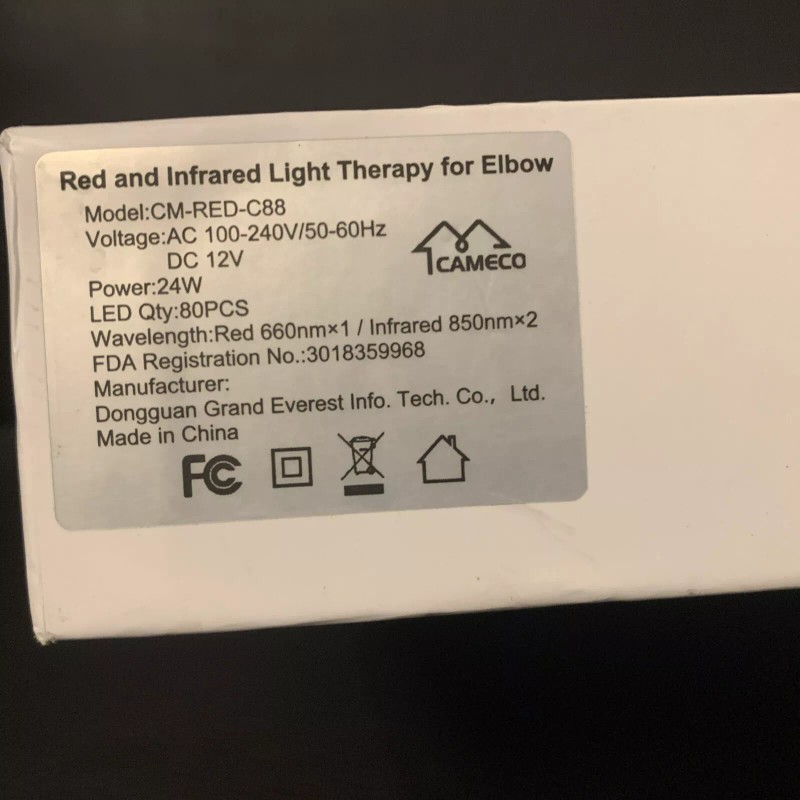 Red and Infrared Light Therapy for Elbow
Model:CM-RED-C88
Voltage:AC 100-240V/50-60Hz
DC 12V
CAMECO
Power:24W
LED Qty:80PCS
Wavelength:Red 660nm×1 / Infrared 850nm×2
FDA Registration No.:3018359968
Manufacturer:
Dongguan Grand Everest Info. Tech. Co., Ltd.
Made in China
FC